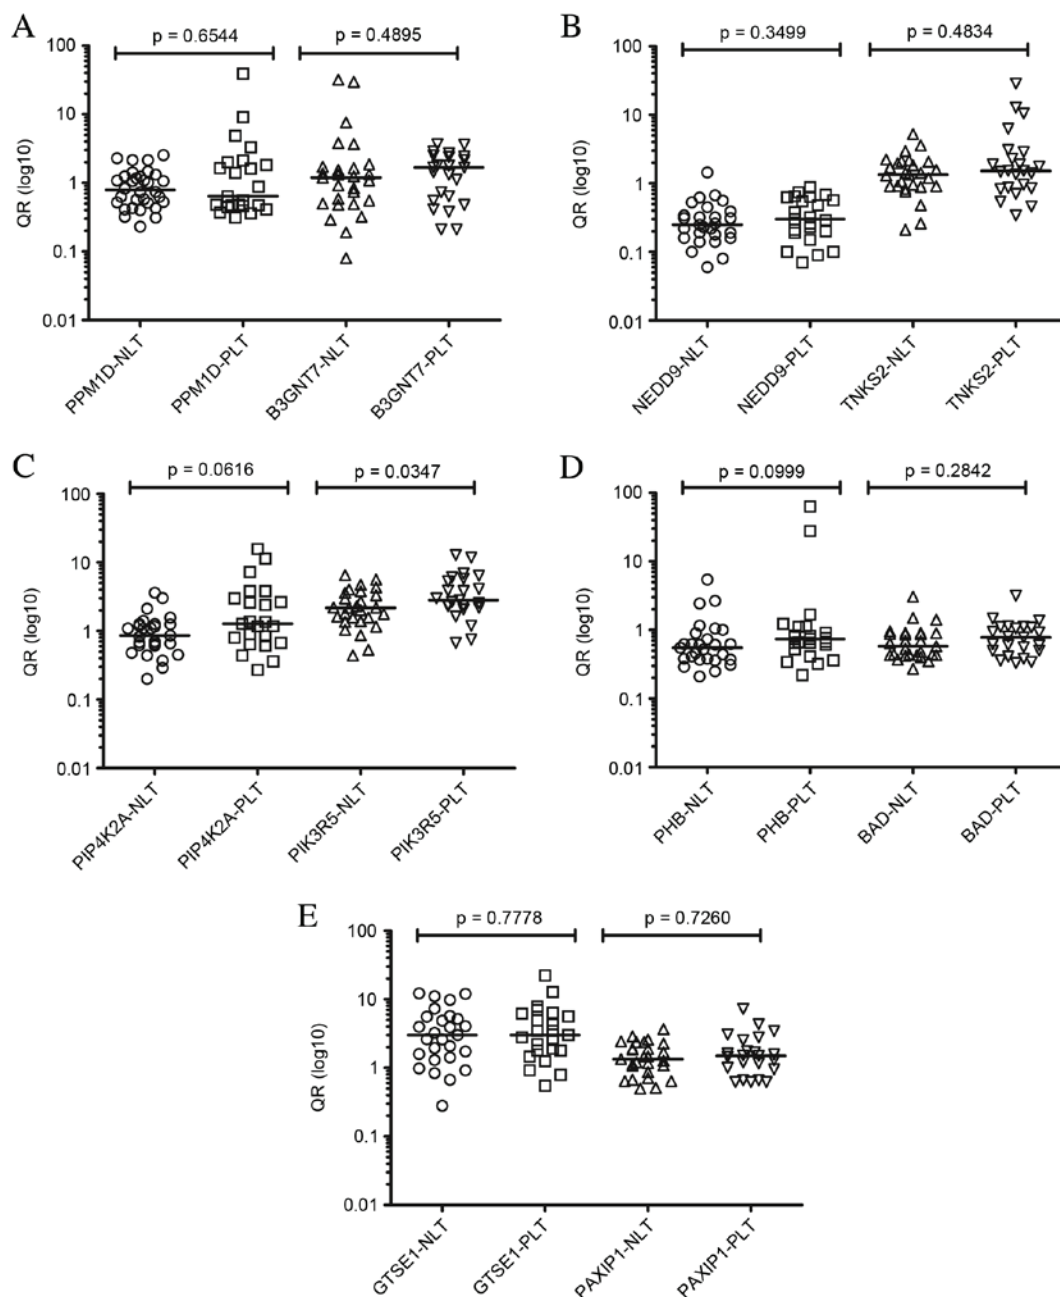 A
p = 0.6544
p = 0.4895
QR (log10)
100
10
1
0.1
0.01
PPM1D-NLT
PPM1D-PLT
B3GNT7-NLT
B3GNT7-PLT
B
p = 0.3499
p = 0.4834
QR (log10)
100
10
1
0.1
0.01
NEDD9-NLT
NEDD9-PLT
TNKS2-NLT
TNKS2-PLT
C
p = 0.0616
p = 0.0347
QR (log10)
100
10
1
0.1
0.01
PIP4K2A-NLT
PIP4K2A-PLT
PIK3R5-NLT
PIK3R5-PLT
D
p = 0.0999
p = 0.2842
QR (log10)
100
10
1
0.1
0.01
PHB-NLT
PHB-PLT
BAD-NLT
BAD-PLT
E
p = 0.7778
p = 0.7260
QR (log10)
100
10
1
0.1
0.01
GTSE1-NLT
GTSE1-PLT
PAXIP1-NLT
PAXIP1-PLT